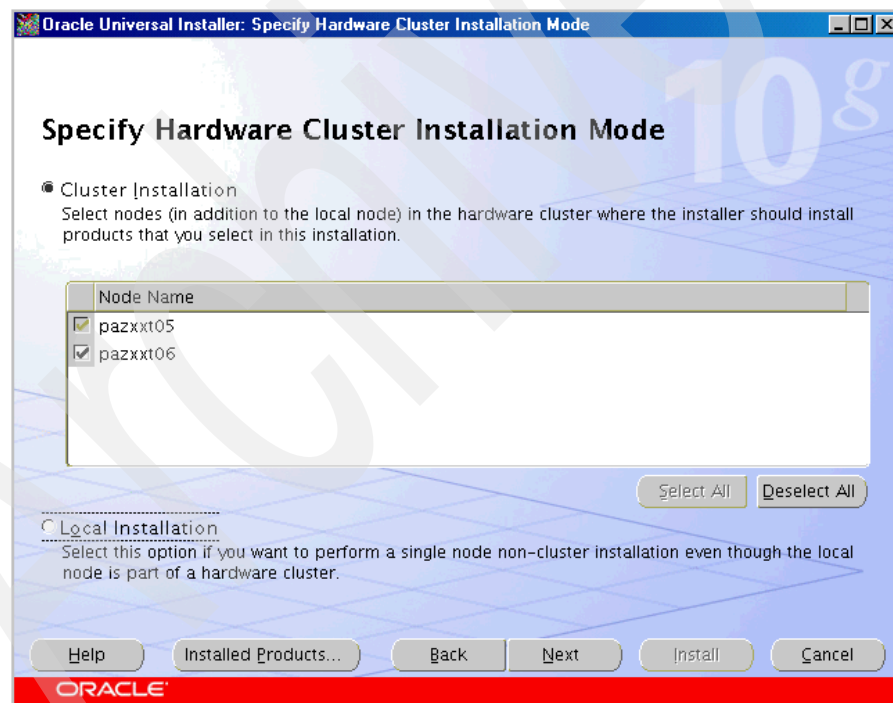 Oracle Universal Installer: Specify Hardware Cluster Installation Mode
10g
Specify Hardware Cluster Installation Mode
Cluster Installation
Select nodes (in addition to the local node) in the hardware cluster where the installer should install
products that you select in this installation.
Node Name
pazxxt05
pazxxt06
Select All Deselect All
Local Installation
Select this option if you want to perform a single node non-cluster installation even though the local
node is part of a hardware cluster.
Help Installed Products... Back Next Install Cancel
ORACLE